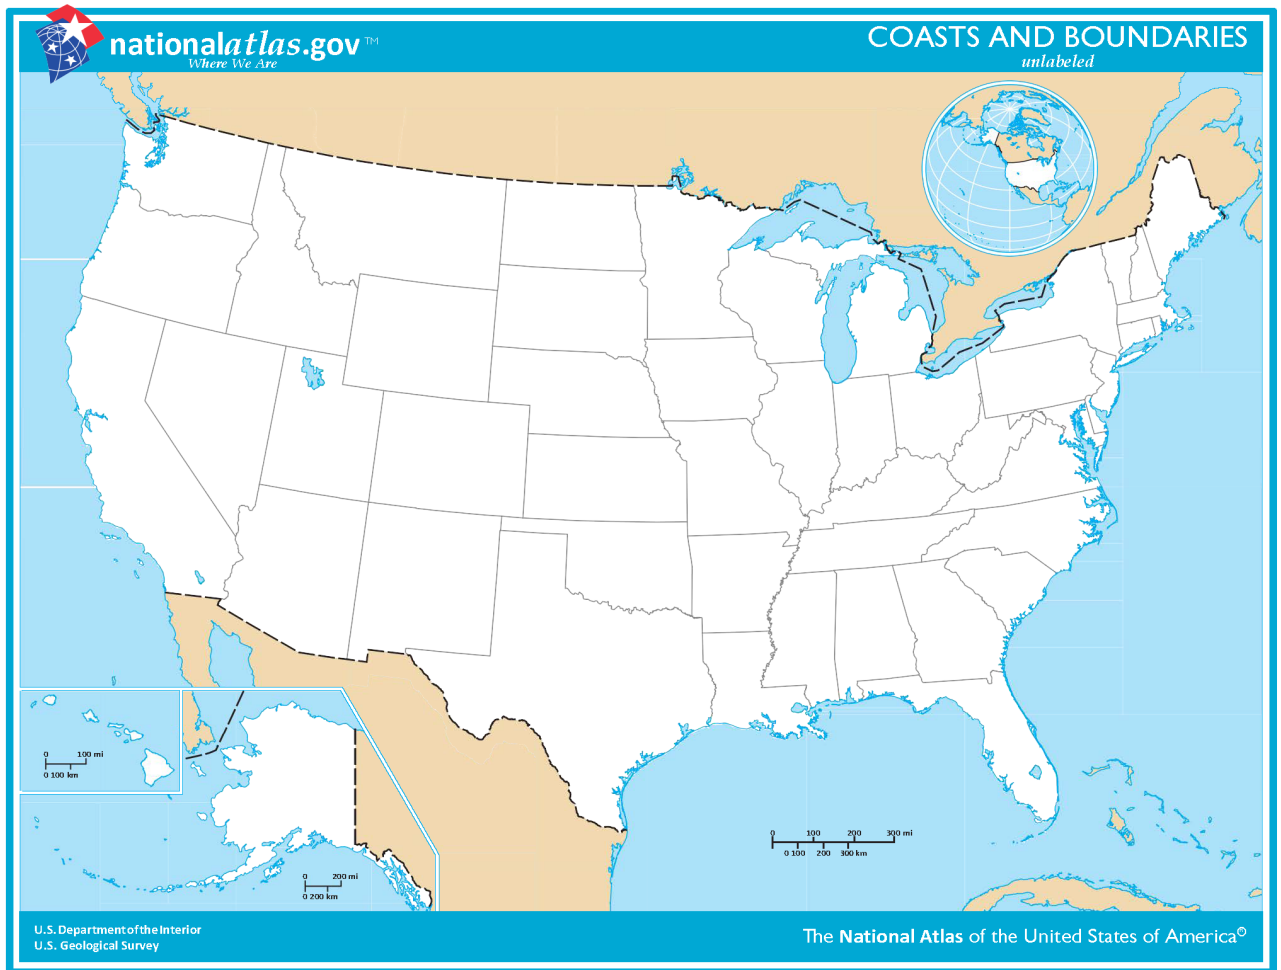 nationalatlas.gov™
Where We Are
COASTS AND BOUNDARIES
unlabeled
0 100 mi
0 100 km
0 200 mi
0 200 km
0 100 200 300 mi
0 100 200 300 km
U.S. Department of the Interior
U.S. Geological Survey
The National Atlas of the United States of America®